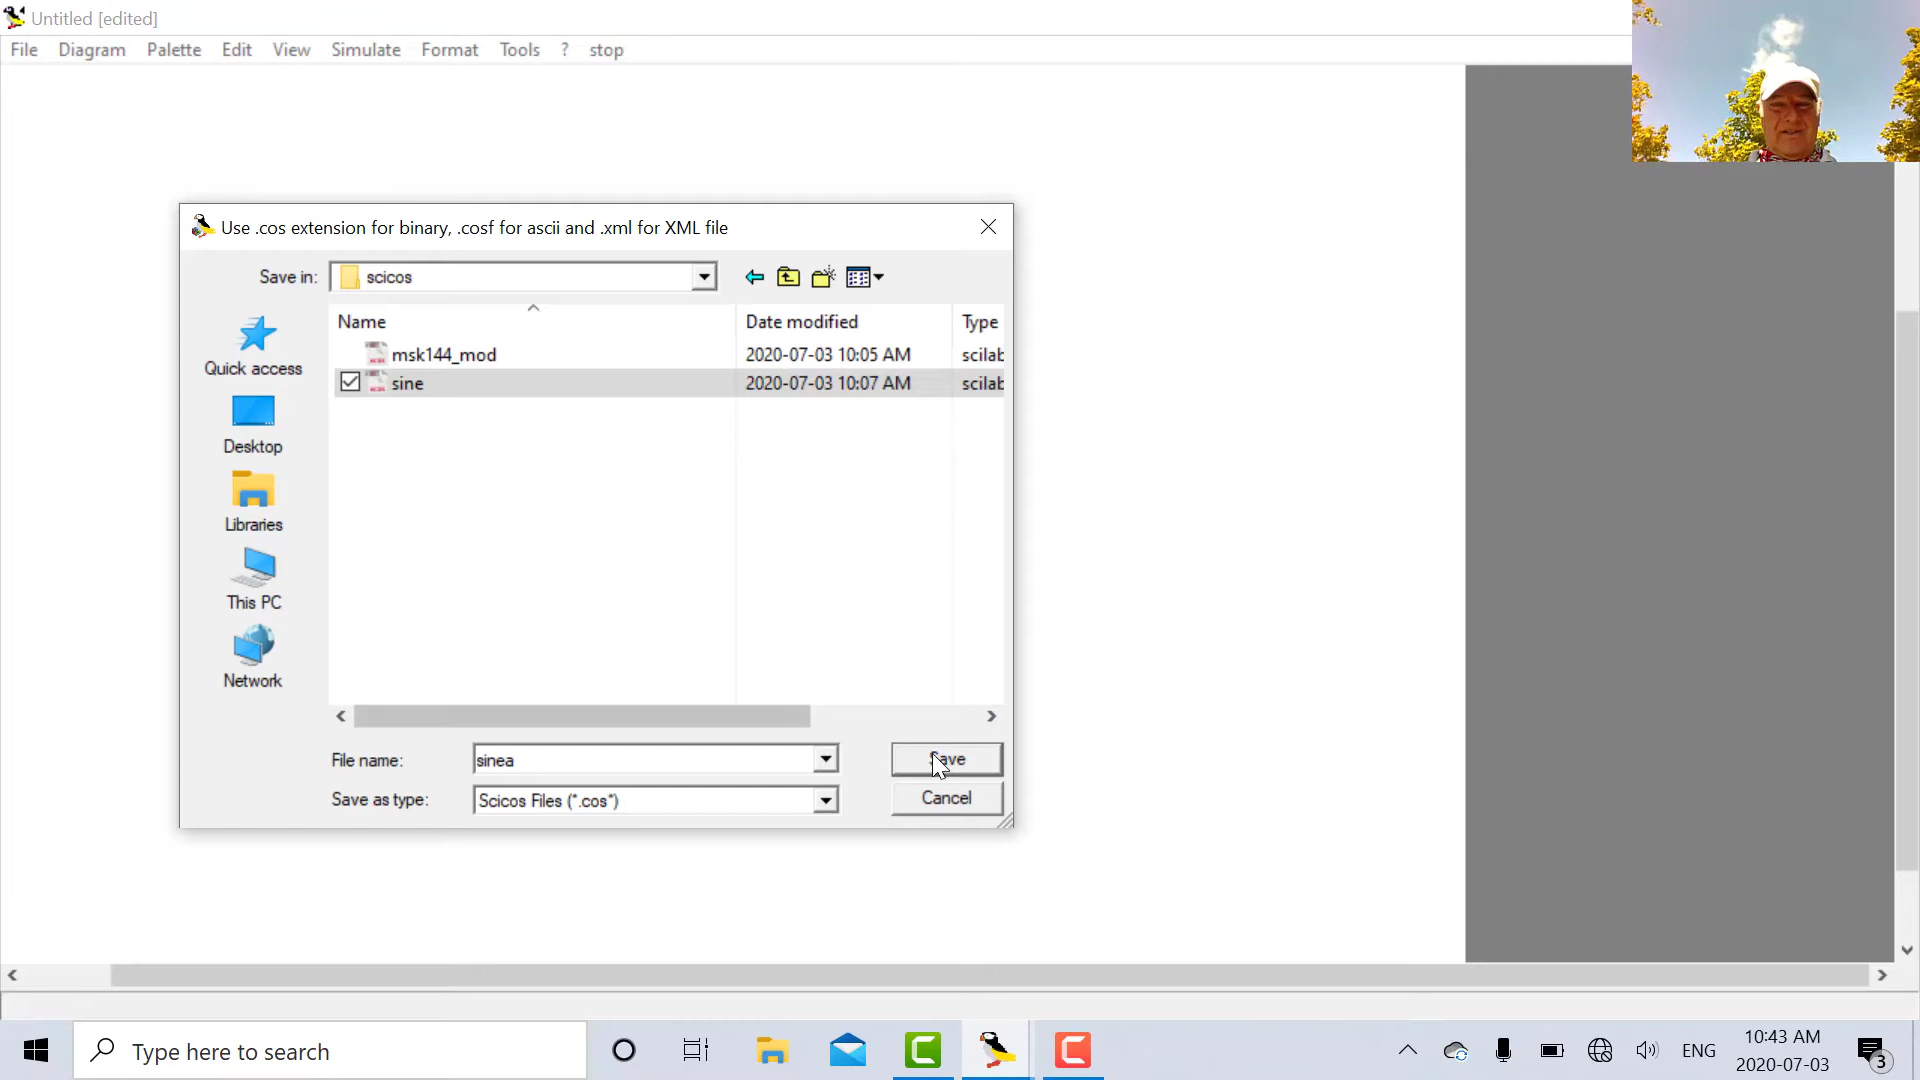 Untitled [edited]
File Diagram Palette Edit View Simulate Format Tools ? stop
Use .cos extension for binary, .cosf for ascii and .xml for XML file
Save in: scicos
Name Date modified Type
msk144_mod 2020-07-03 10:05 AM scilab
sine 2020-07-03 10:07 AM scilab
Quick access
Desktop
Libraries
This PC
Network
File name: sinea Save
Save as type: Scicos Files (*.cos*) Cancel
Type here to search
ENG
10:43 AM
2020-07-03
3